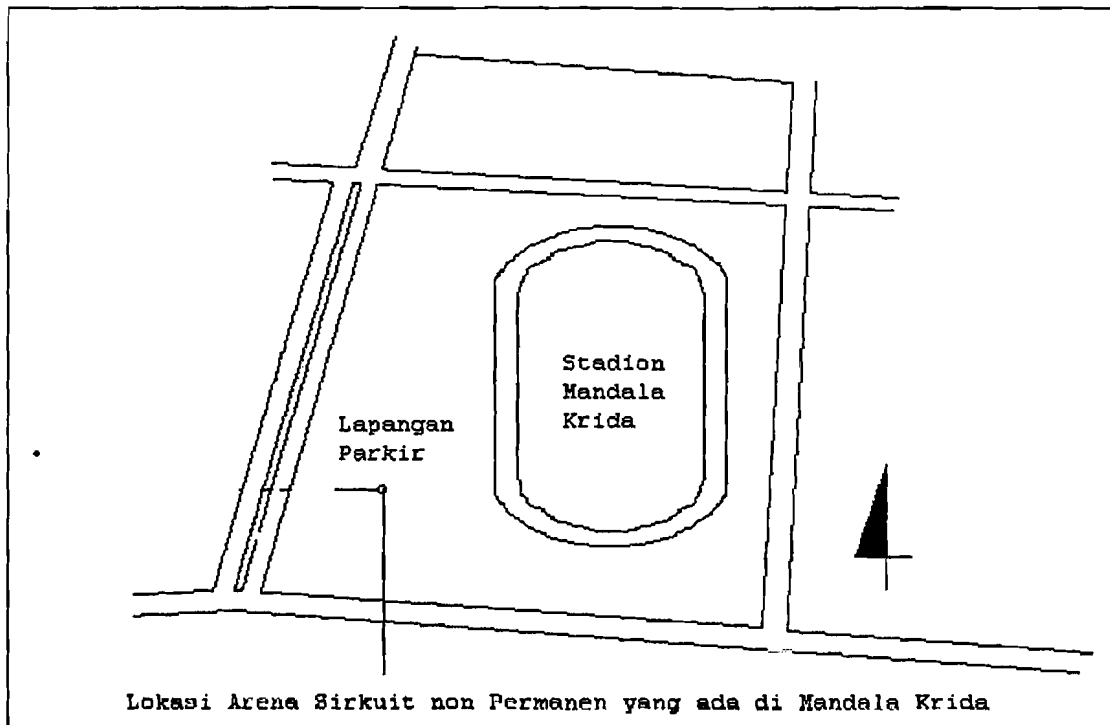 Stadion
Mandala
Krida
Lapangan
Parkir
Lokasi Arena Sirkuit non Permanen yang ada di Mandala Krida